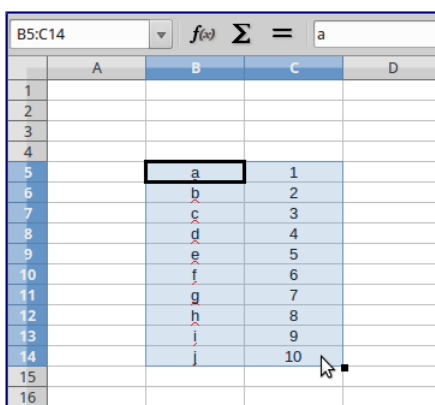 B5:C14 f(x) Σ = a
A B C D
1
2
3
4
5 a 1
6 b 2
7 c 3
8 d 4
9 e 5
10 f 6
11 g 7
12 h 8
13 i 9
14 j 10
15
16